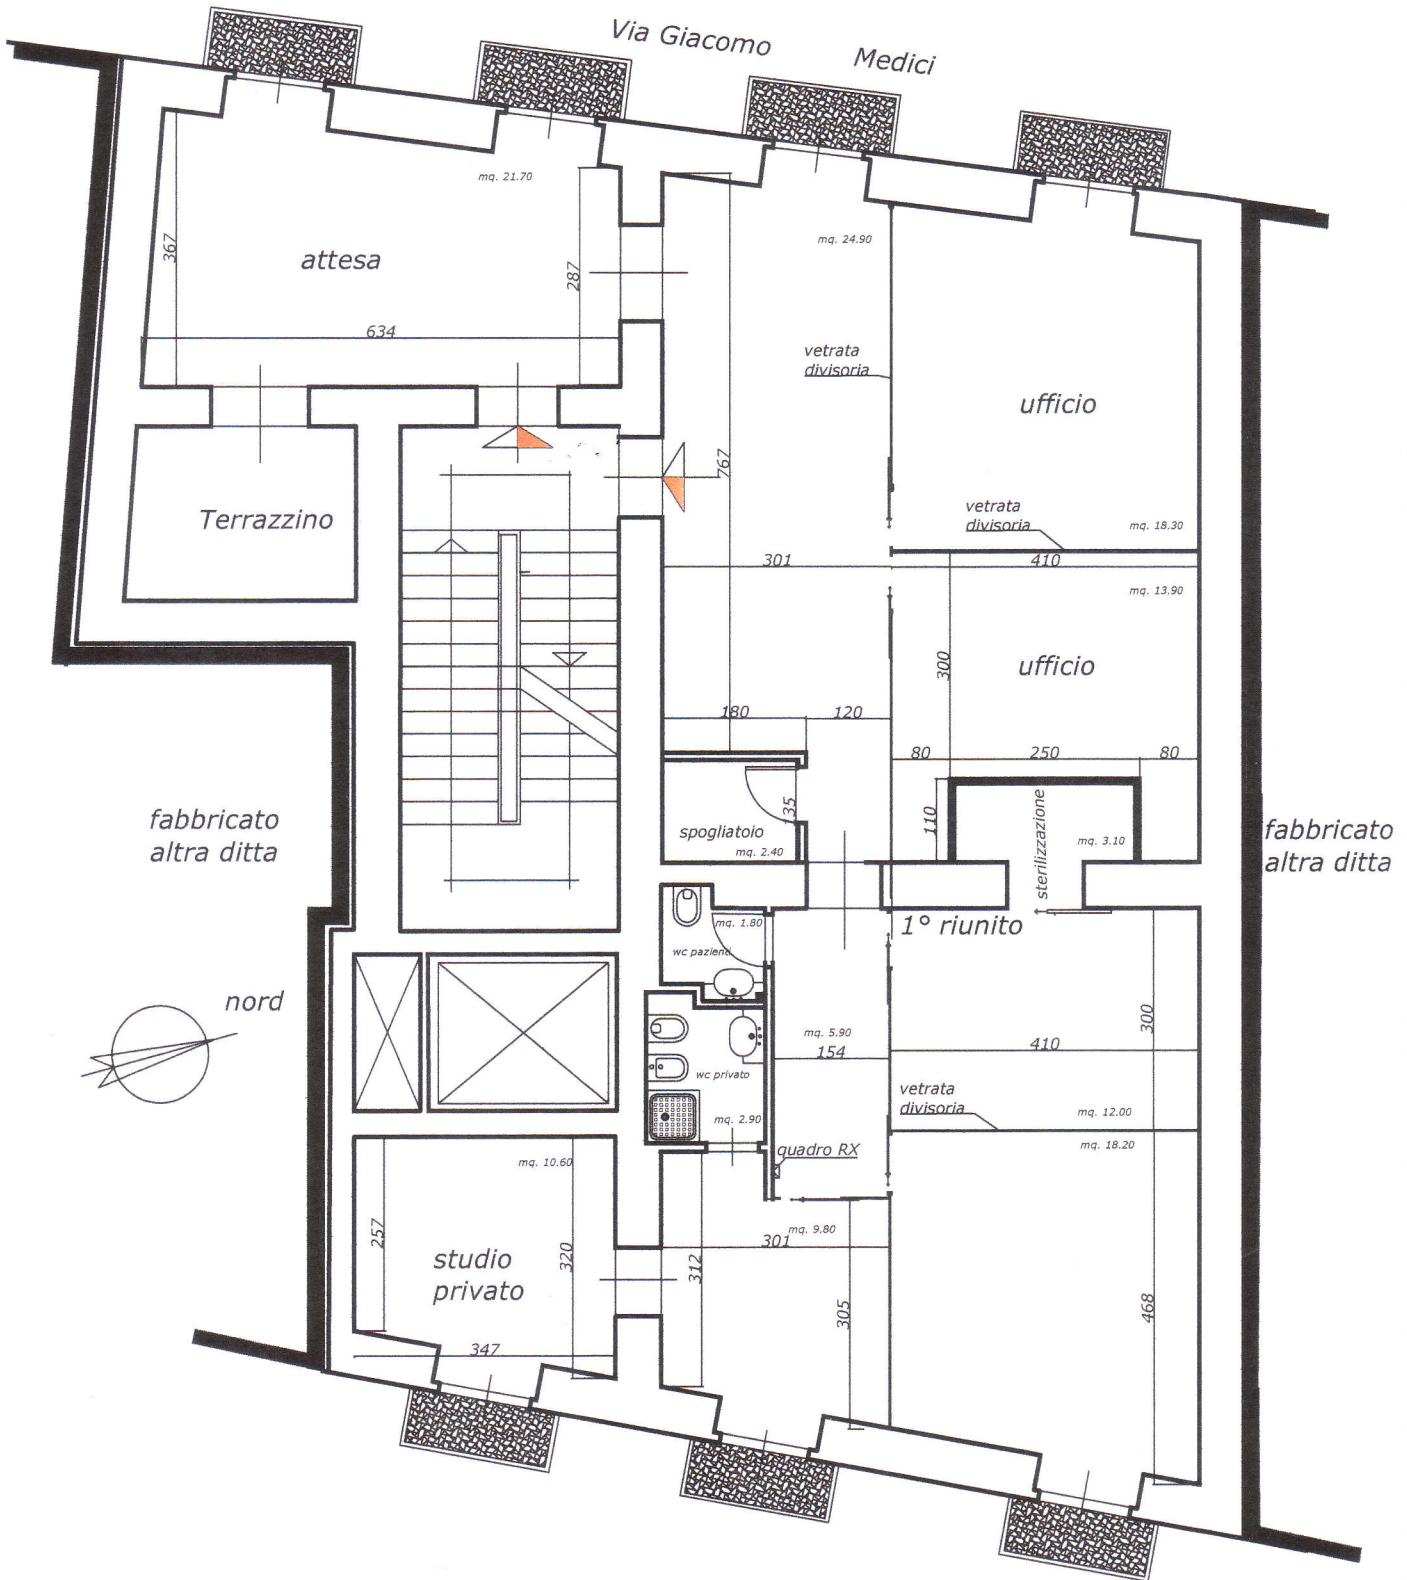 Via Giacomo Medici
mq. 21.70
367
attesa
287
634
mq. 24.90
vetrata
divisoria
ufficio
767
Terrazzino
vetrata
divisoria
mq. 18.30
301
410
mq. 13.90
300
ufficio
180
120
80
250
80
fabbricato
altra ditta
spogliatoio
mq. 2.40
135
110
sterilizzazione
mq. 3.10
fabbricato
altra ditta
mq. 1.80
wc pazienti
1° riunito
nord
mq. 5.90
154
410
300
wc privato
mq. 2.90
vetrata
divisoria
mq. 12.00
quadro RX
mq. 18.20
mq. 10.60
257
studio
privato
320
347
312
mq. 9.80
301
305
468